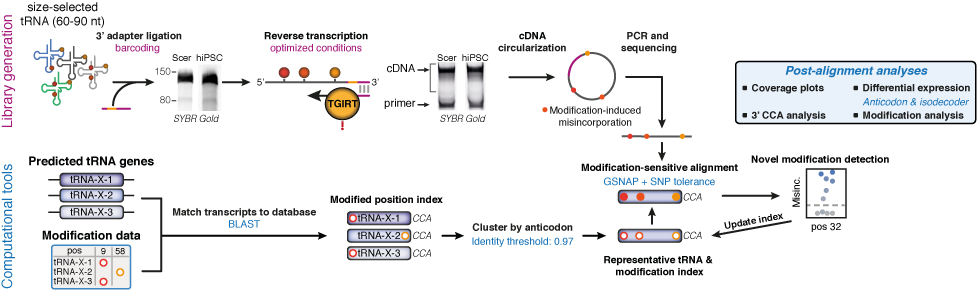 Library generation
size-selected
tRNA (60-90 nt)
3' adapter ligation
barcoding
Scer hiPSC
150
80
SYBR Gold
Reverse transcription
optimized conditions
5'
3'
TGIRT
!
Scer hiPSC
cDNA
primer
SYBR Gold
cDNA
circularization
PCR and
sequencing
Modification-induced
misincorporation
Post-alignment analyses
Coverage plots
3' CCA analysis
Differential expression
Anticodon & isodecoder
Modification analysis
Computational tools
Predicted tRNA genes
tRNA-X-1
tRNA-X-2
tRNA-X-3
Modification data
pos 9 58
tRNA-X-1
tRNA-X-2
tRNA-X-3
Match transcripts to database
BLAST
Modified position index
tRNA-X-1 CCA
tRNA-X-2 CCA
tRNA-X-3 CCA
Cluster by anticodon
Identity threshold: 0.97
Modification-sensitive alignment
GSNAP + SNP tolerance
CCA
CCA
Representative tRNA &
modification index
Novel modification detection
Misinc.
pos 32
Update index